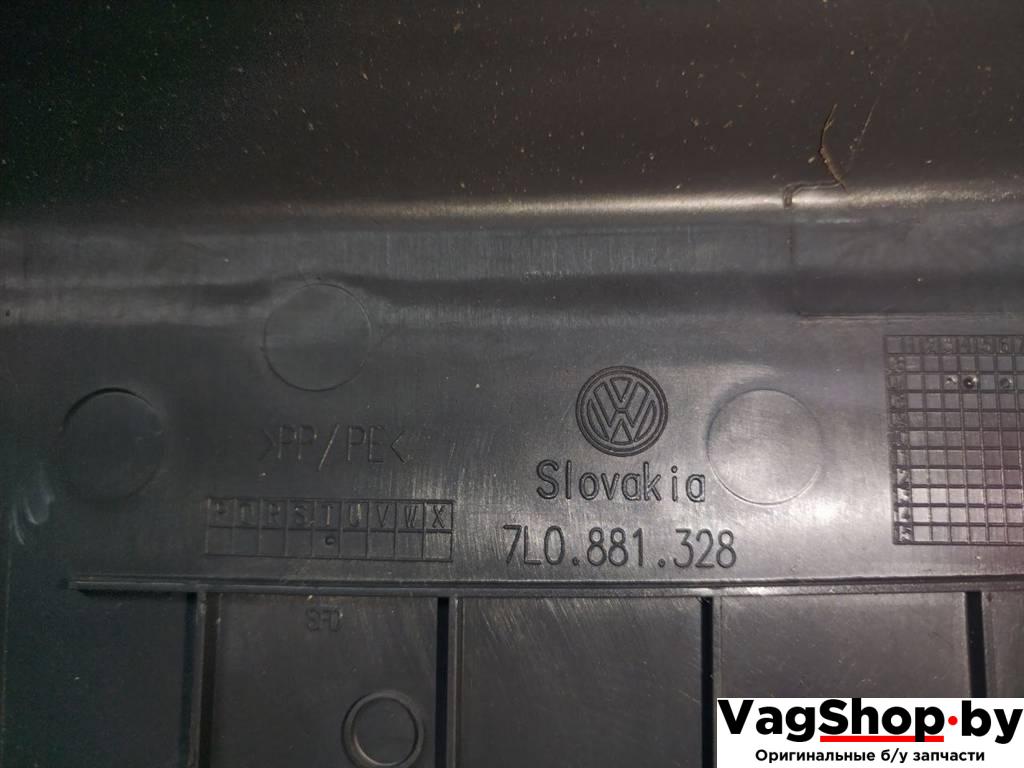 >PP/PE<
Slovakia
P Q R S T U V W X
7L0.881.328
VagShop.by
Оригинальные б/у запчасти